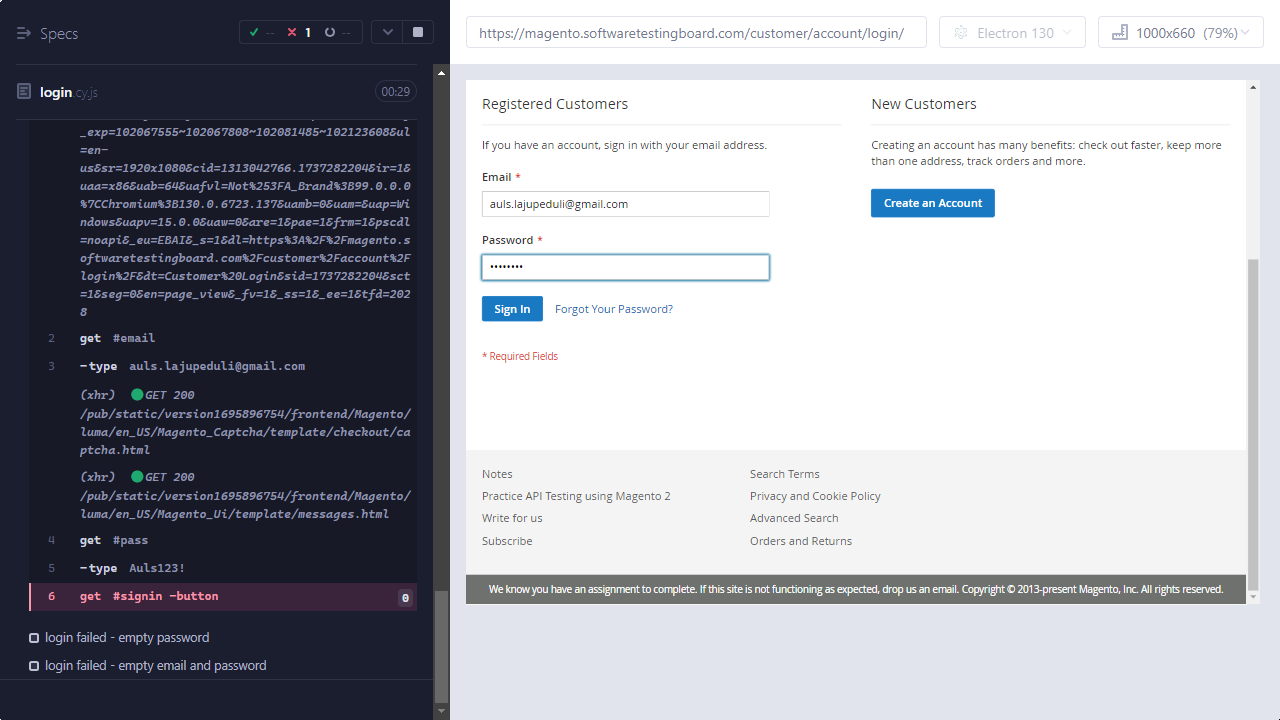 Specs
-- 1 --
login.cy.js
00:29
_exp=102067555~102067808~102081485~102123608&ul
=en-
us&sr=1920x1080&cid=1313042766.1737282204&ir=1&
uaa=x86&uab=64&uafvl=Not%253FA_Brand%3B99.0.0.0
%7CChromium%3B130.0.6723.137&uamb=0&uam=&uap=Wi
ndows&uapv=15.0.0&uaw=0&are=1&pae=1&frm=1&pscdl
=noapi&_eu=EBAI&_s=1&dl=https%3A%2F%2Fmagento.s
oftwaretestingboard.com%2Fcustomer%2Faccount%2F
login%2F&dt=Customer%20Login&sid=1737282204&sct
=1&seg=0&en=page_view&_fv=1&_ss=1&_ee=1&tfd=202
8
2 get #email
3 -type auls.lajupeduli@gmail.com
(xhr) GET 200
/pub/static/version1695896754/frontend/Magento/
luma/en_US/Magento_Captcha/template/checkout/ca
ptcha.html
(xhr) GET 200
/pub/static/version1695896754/frontend/Magento/
luma/en_US/Magento_Ui/template/messages.html
4 get #pass
5 -type Auls123!
6 get #signin -button 0
login failed - empty password
login failed - empty email and password
https://magento.softwaretestingboard.com/customer/account/login/
Electron 130
1000x660 (79%)
Registered Customers
If you have an account, sign in with your email address.
Email *
auls.lajupeduli@gmail.com
Password *
••••••••
Sign In
Forgot Your Password?
* Required Fields
New Customers
Creating an account has many benefits: check out faster, keep more
than one address, track orders and more.
Create an Account
Notes
Practice API Testing using Magento 2
Write for us
Subscribe
Search Terms
Privacy and Cookie Policy
Advanced Search
Orders and Returns
We know you have an assignment to complete. If this site is not functioning as expected, drop us an email. Copyright © 2013-present Magento, Inc. All rights reserved.